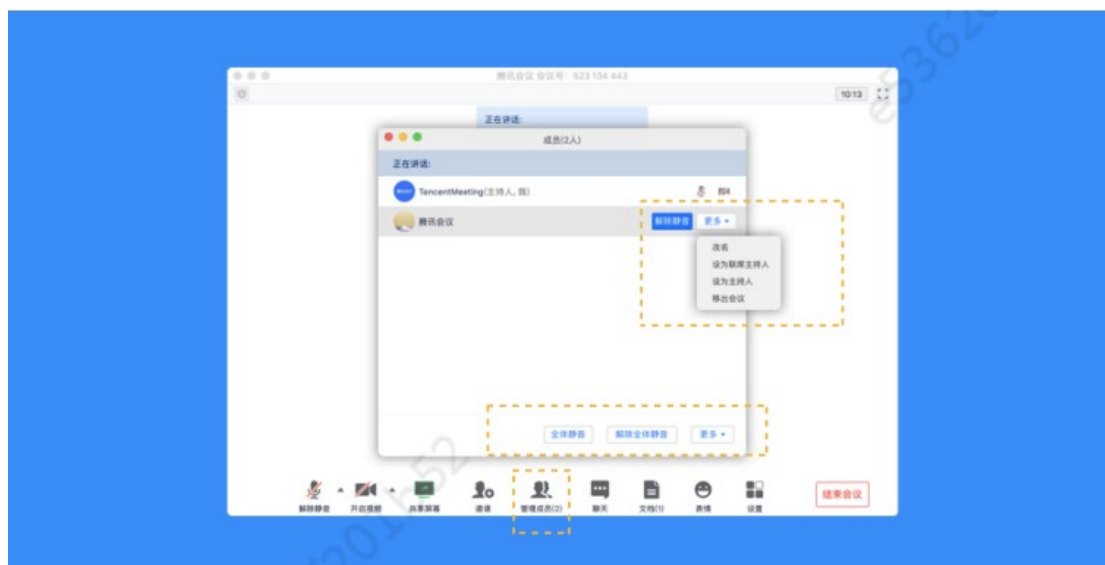 腾讯会议 会议号: 523 134 443
10:13
正在讲话:
成员(2人)
正在讲话:
TencentMeeting(主持人, 我)
腾讯会议
解除静音 更多
改名
设为联席主持人
设为主持人
移出会议
全体静音 解除全体静音 更多
解除静音 开启视频 共享屏幕 邀请 管理成员(2) 聊天 文档(1) 表情 设置 结束会议